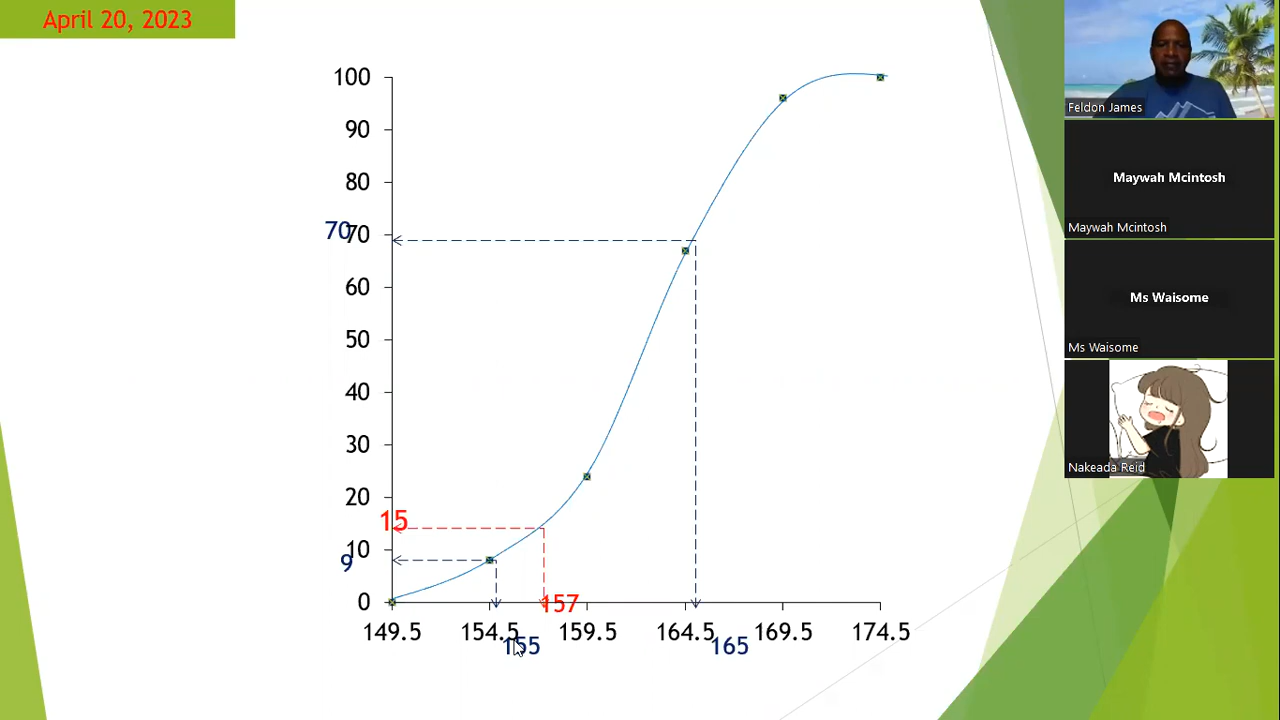 April 20, 2023
100
90
80
70
70
60
50
40
30
20
15
10
9
0
157
149.5 154.5 159.5 164.5 169.5 174.5
155 165
Feldon James
Maywah Mcintosh
Maywah Mcintosh
Ms Waisome
Ms Waisome
Nakeada Reid